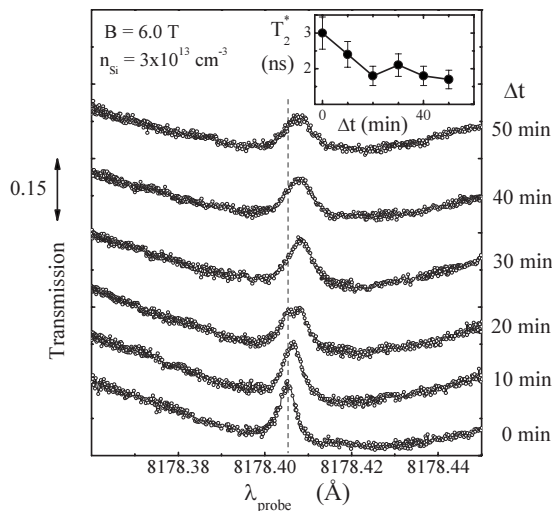 B = 6.0 T
n_Si = 3x10^13 cm^-3
T_2^*
(ns)
3
2
0
40
Δt (min)
Δt
50 min
40 min
30 min
20 min
10 min
0 min
0.15
Transmission
8178.38
8178.40
8178.42
8178.44
λ_probe (Å)